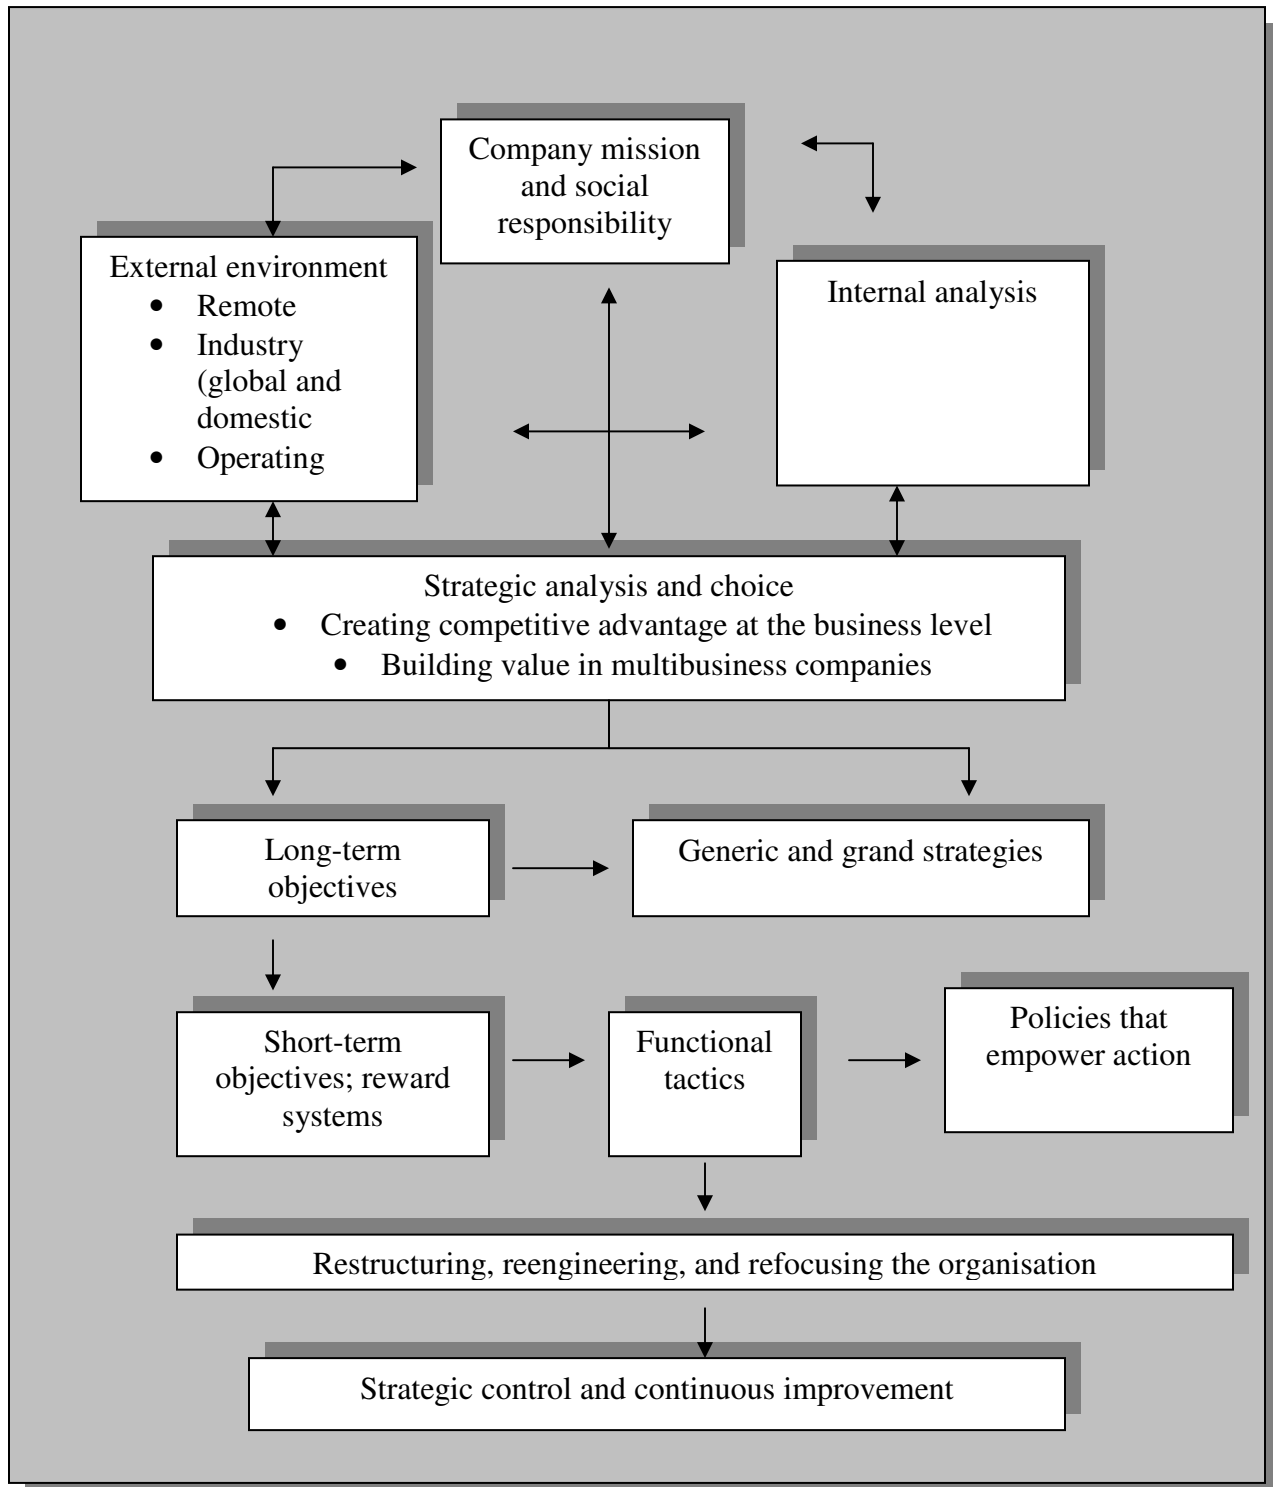 Company mission
and social
responsibility
External environment
• Remote
• Industry
(global and
domestic
• Operating
Internal analysis
Strategic analysis and choice
• Creating competitive advantage at the business level
• Building value in multibusiness companies
Long-term
objectives
Generic and grand strategies
Short-term
objectives; reward
systems
Functional
tactics
Policies that
empower action
Restructuring, reengineering, and refocusing the organisation
Strategic control and continuous improvement